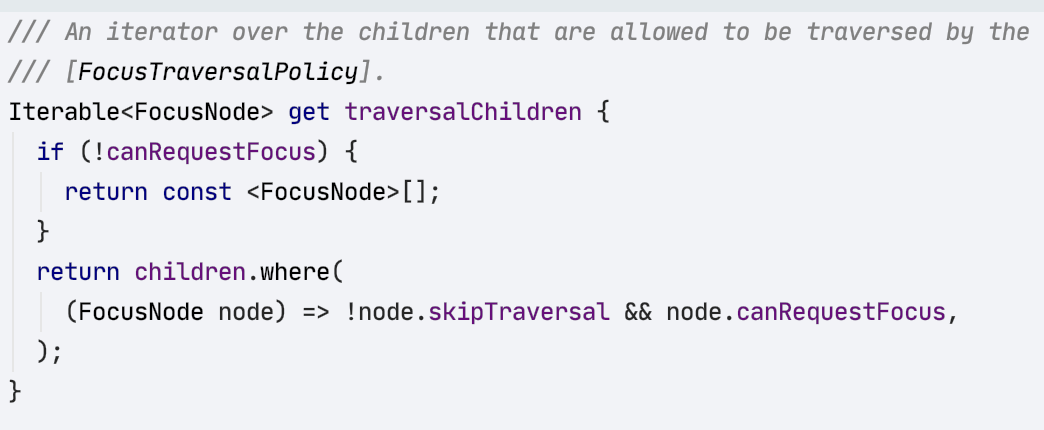 /// An iterator over the children that are allowed to be traversed by the
/// [FocusTraversalPolicy].
Iterable<FocusNode> get traversalChildren {
  if (!canRequestFocus) {
    return const <FocusNode>[];
  }
  return children.where(
    (FocusNode node) => !node.skipTraversal && node.canRequestFocus,
  );
}